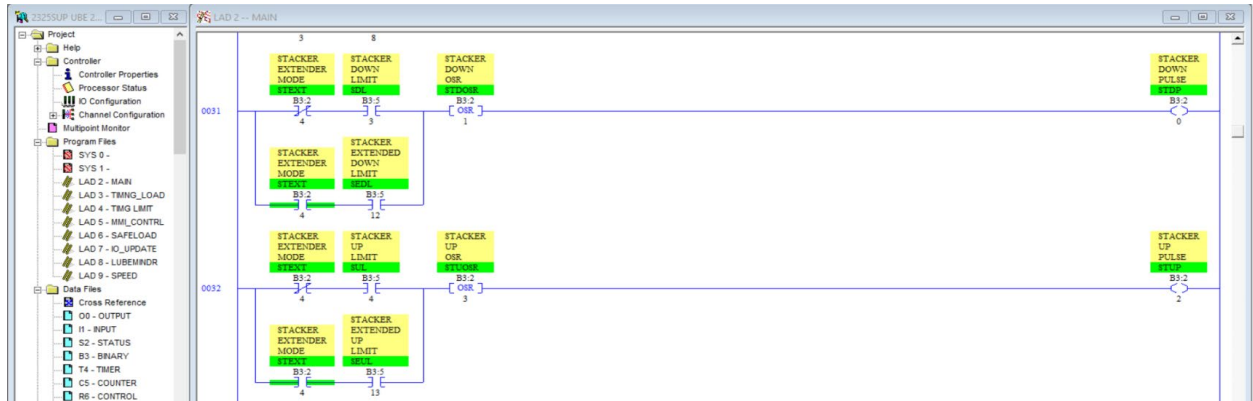 2325SUP UBE 2...
LAD 2 -- MAIN
Project
Help
Controller
Controller Properties
Processor Status
IO Configuration
Channel Configuration
Multipoint Monitor
Program Files
SYS 0 -
SYS 1 -
LAD 2 - MAIN
LAD 3 - TIMNG_LOAD
LAD 4 - TIMG LIMIT
LAD 5 - MMI_CONTRL
LAD 6 - SAFELOAD
LAD 7 - IO_UPDATE
LAD 8 - LUBEMINDR
LAD 9 - SPEED
Data Files
Cross Reference
O0 - OUTPUT
I1 - INPUT
S2 - STATUS
B3 - BINARY
T4 - TIMER
C5 - COUNTER
R6 - CONTROL
3 8
STACKER STACKER STACKER STACKER
EXTENDER DOWN DOWN DOWN
MODE LIMIT OSR PULSE
STEXT SDL STDOSR STDP
B3:2 B3:5 B3:2 B3:2
0031 OSR
4 3 1 0
STACKER
STACKER EXTENDED
EXTENDER DOWN
MODE LIMIT
STEXT SEDL
B3:2 B3:5
4 12
STACKER STACKER STACKER STACKER
EXTENDER UP UP UP
MODE LIMIT OSR PULSE
STEXT SUL STUOSR STUP
B3:2 B3:5 B3:2 B3:2
0032 OSR
4 4 3 2
STACKER
STACKER EXTENDED
EXTENDER UP
MODE LIMIT
STEXT SEUL
B3:2 B3:5
4 13